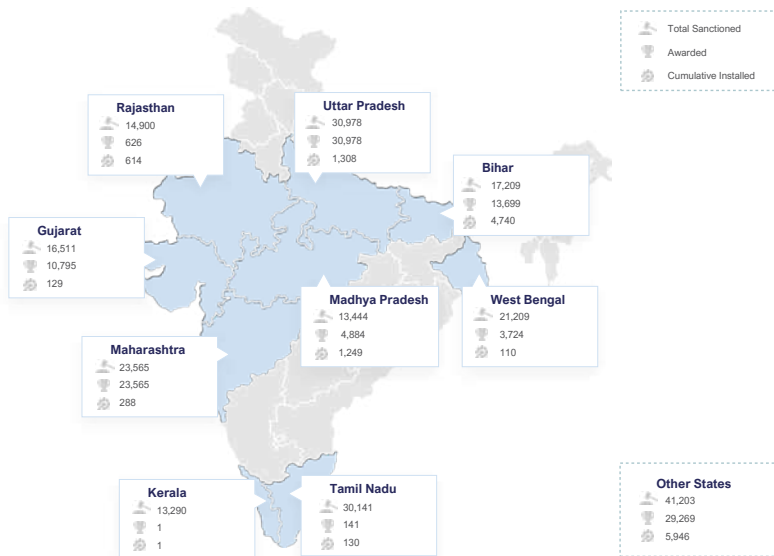 Total Sanctioned
Awarded
Cumulative Installed
Rajasthan
14,900
626
614
Uttar Pradesh
30,978
30,978
1,308
Bihar
17,209
13,699
4,740
Gujarat
16,511
10,795
129
Madhya Pradesh
13,444
4,884
1,249
West Bengal
21,209
3,724
110
Maharashtra
23,565
23,565
288
Kerala
13,290
1
1
Tamil Nadu
30,141
141
130
Other States
41,203
29,269
5,946